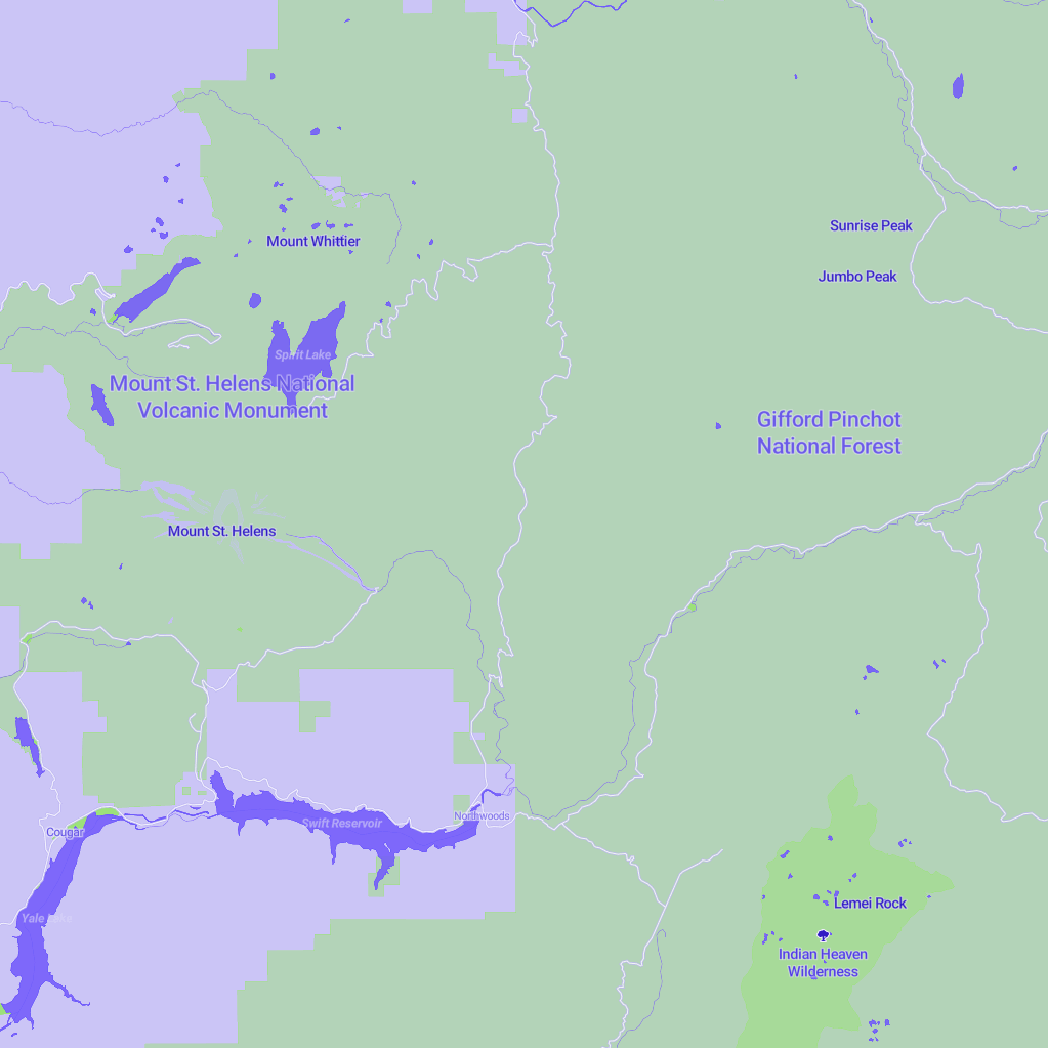 Sunrise Peak
Mount Whittier
Jumbo Peak
Spirit Lake
Mount St. Helens National
Volcanic Monument
Gifford Pinchot
National Forest
Mount St. Helens
Northwoods
Swift Reservoir
Cougar
Lemei Rock
Yale Lake
Indian Heaven
Wilderness